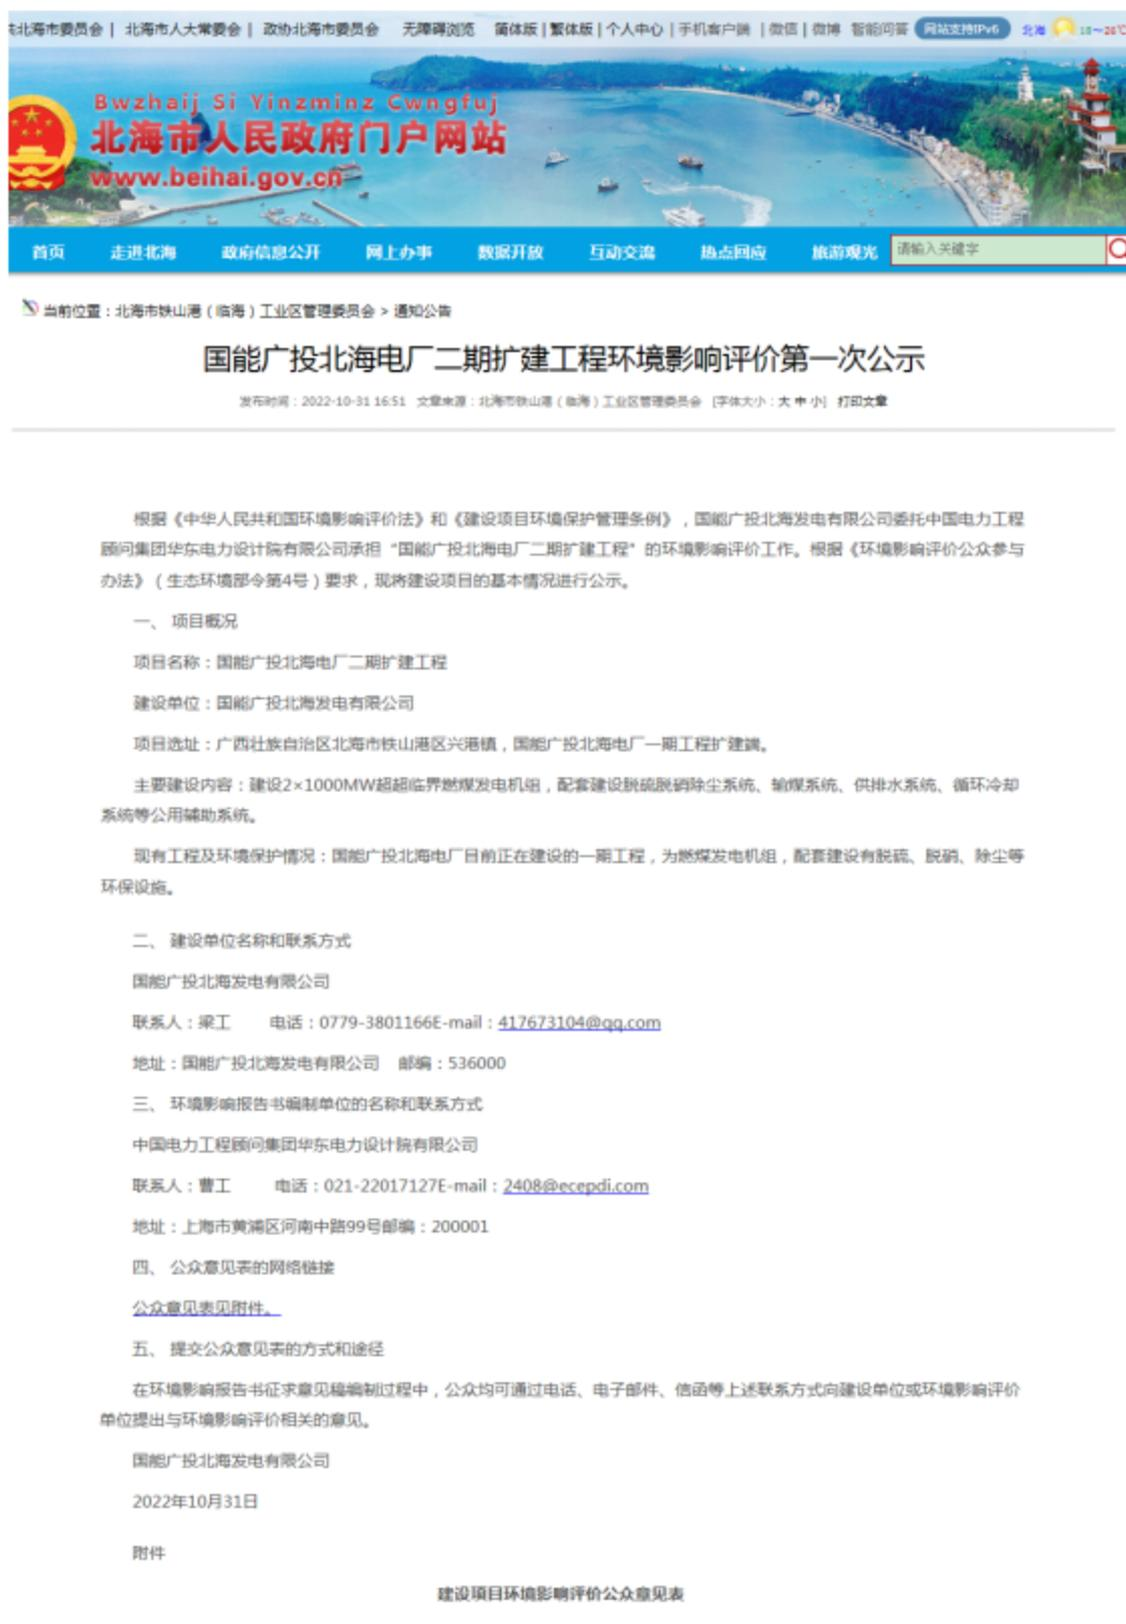 北海市委员会 | 北海市人大常委会 | 政协北海市委员会 无障碍浏览 简体版 | 繁体版 | 个人中心 | 手机客户端 | 微信 | 微博 智能问答 网站支持IPv6 北海 18~26℃
Bwzhaij Si Yinzminz Cwngfuj
北海市人民政府门户网站
www.beihai.gov.cn
首页 走进北海 政府信息公开 网上办事 数据开放 互动交流 热点回应 旅游观光 请输入关键字
当前位置：北海市铁山港（临海）工业区管理委员会 > 通知公告
国能广投北海电厂二期扩建工程环境影响评价第一次公示
发布时间：2022-10-31 16:51 文章来源：北海市铁山港（临海）工业区管理委员会 [字体大小：大 中 小] 打印文章
根据《中华人民共和国环境影响评价法》和《建设项目环境保护管理条例》，国能广投北海发电有限公司委托中国电力工程
顾问集团华东电力设计院有限公司承担“国能广投北海电厂二期扩建工程”的环境影响评价工作。根据《环境影响评价公众参与
办法》（生态环境部令第4号）要求，现将建设项目的基本情况进行公示。
一、 项目概况
项目名称：国能广投北海电厂二期扩建工程
建设单位：国能广投北海发电有限公司
项目选址：广西壮族自治区北海市铁山港区兴港镇，国能广投北海电厂一期工程扩建端。
主要建设内容：建设2×1000MW超超临界燃煤发电机组，配套建设脱硫脱硝除尘系统、输煤系统、供排水系统、循环冷却
系统等公用辅助系统。
现有工程及环境保护情况：国能广投北海电厂目前正在建设的一期工程，为燃煤发电机组，配套建设有脱硫、脱硝、除尘等
环保设施。
二、 建设单位名称和联系方式
国能广投北海发电有限公司
联系人：梁工 电话：0779-3801166E-mail：417673104@qq.com
地址：国能广投北海发电有限公司 邮编：536000
三、 环境影响报告书编制单位的名称和联系方式
中国电力工程顾问集团华东电力设计院有限公司
联系人：曹工 电话：021-22017127E-mail：2408@ecepdi.com
地址：上海市黄浦区河南中路99号邮编：200001
四、 公众意见表的网络链接
公众意见表见附件。
五、 提交公众意见表的方式和途径
在环境影响报告书征求意见稿编制过程中，公众均可通过电话、电子邮件、信函等上述联系方式向建设单位或环境影响评价
单位提出与环境影响评价相关的意见。
国能广投北海发电有限公司
2022年10月31日
附件
建设项目环境影响评价公众意见表